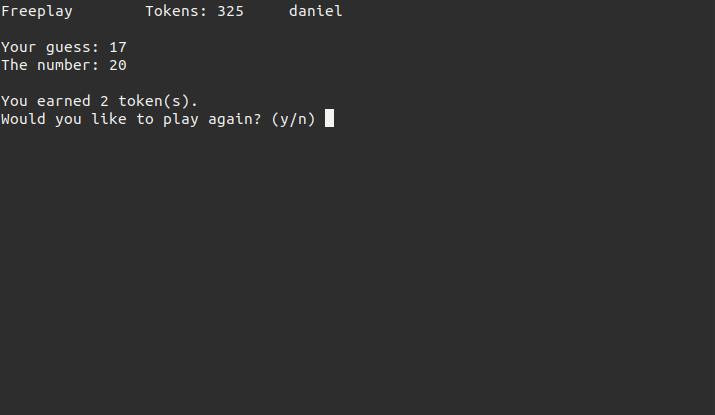 Freeplay        Tokens: 325     daniel
Your guess: 17
The number: 20
You earned 2 token(s).
Would you like to play again? (y/n)